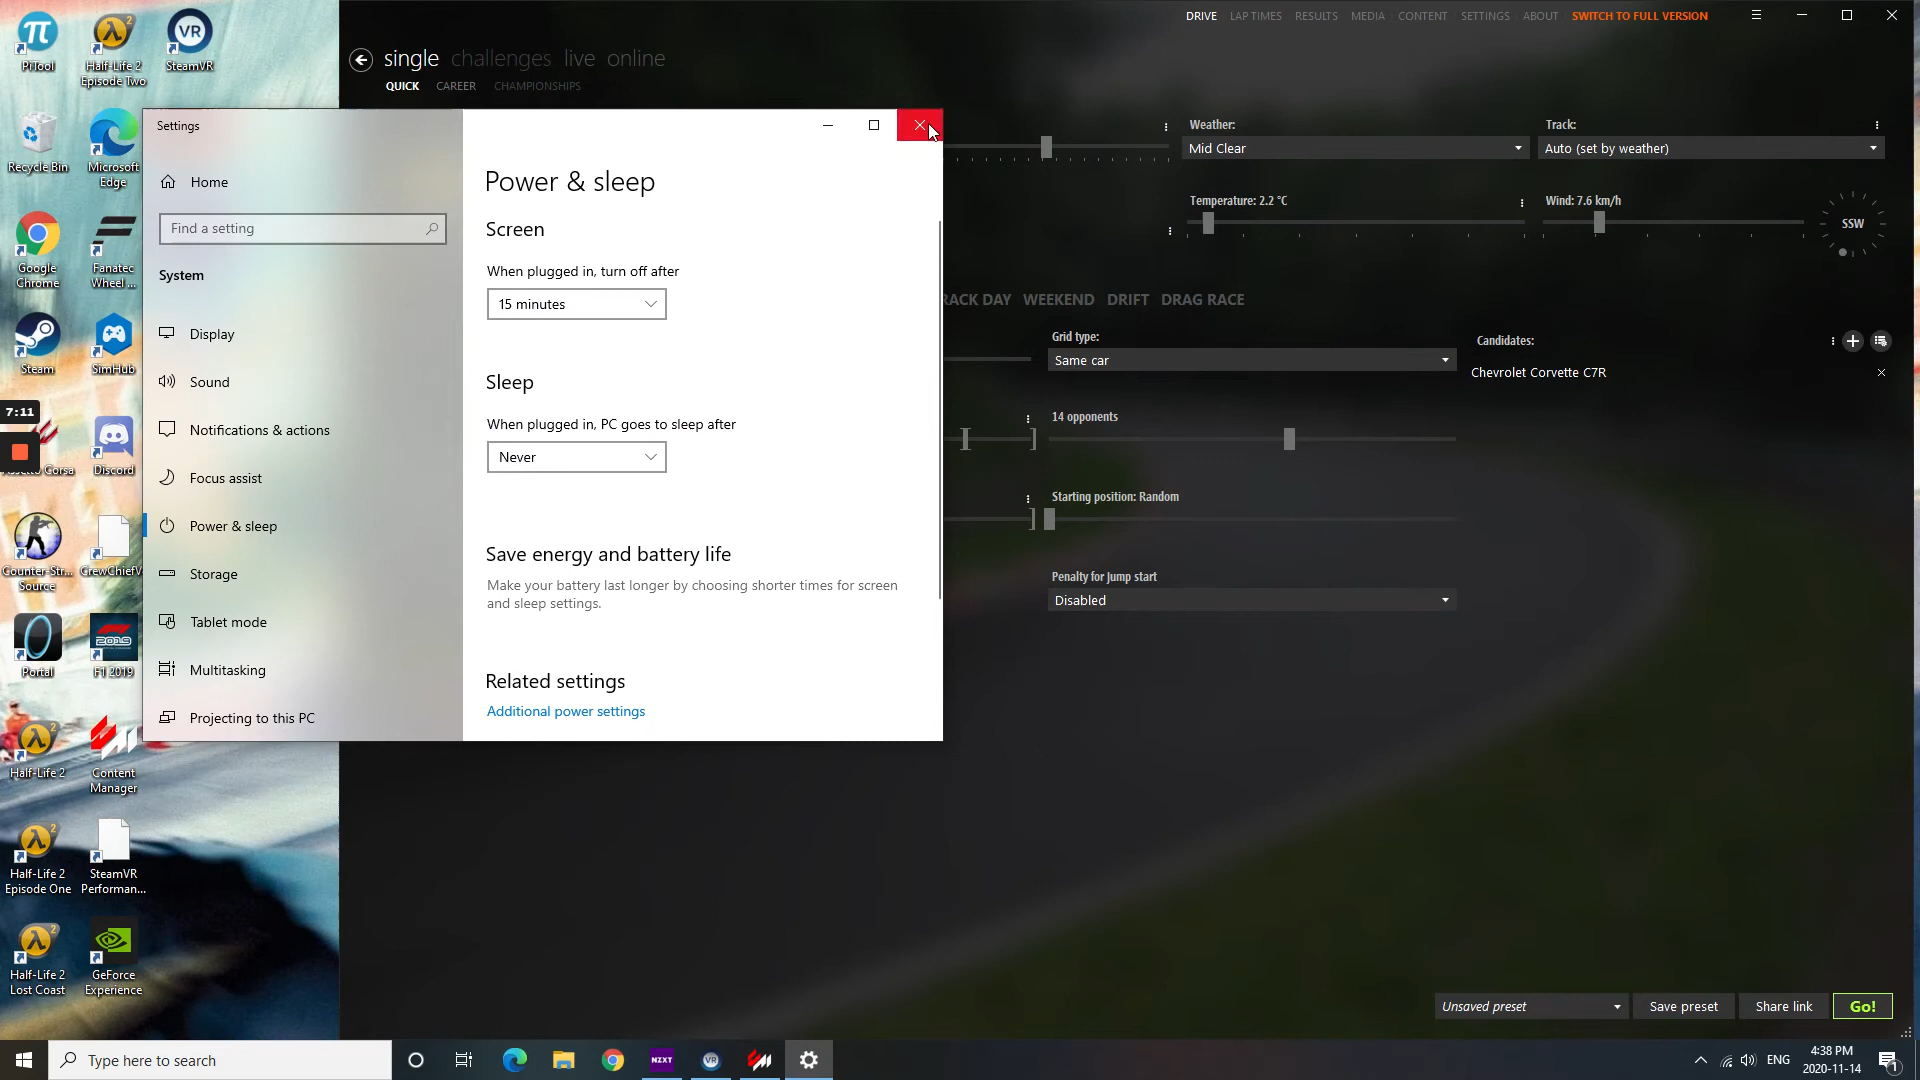 PiTool
Half-Life 2
Episode Two
SteamVR
Recycle Bin
Microsoft
Edge
Google
Chrome
Fanatec
Wheel ...
Steam
SimHub
7:11
Assetto Corsa
Discord
Counter-Str...
Source
CrewChiefV
Portal
F1 2019
Half-Life 2
Content
Manager
Half-Life 2
Episode One
SteamVR
Performan...
Half-Life 2
Lost Coast
GeForce
Experience
DRIVE LAP TIMES RESULTS MEDIA CONTENT SETTINGS ABOUT SWITCH TO FULL VERSION
single challenges live online
QUICK CAREER CHAMPIONSHIPS
Settings
Home
Find a setting
System
Display
Sound
Notifications & actions
Focus assist
Power & sleep
Storage
Tablet mode
Multitasking
Projecting to this PC
Power & sleep
Screen
When plugged in, turn off after
15 minutes
Sleep
When plugged in, PC goes to sleep after
Never
Save energy and battery life
Make your battery last longer by choosing shorter times for screen
and sleep settings.
Related settings
Additional power settings
Weather:
Mid Clear
Track:
Auto (set by weather)
Temperature: 2.2 °C
Wind: 7.6 km/h
SSW
RACK DAY WEEKEND DRIFT DRAG RACE
Grid type:
Same car
Candidates:
Chevrolet Corvette C7R
14 opponents
Starting position: Random
Penalty for jump start
Disabled
Unsaved preset
Save preset
Share link
Go!
Type here to search
NZXT
VR
ENG
4:38 PM
2020-11-14
1